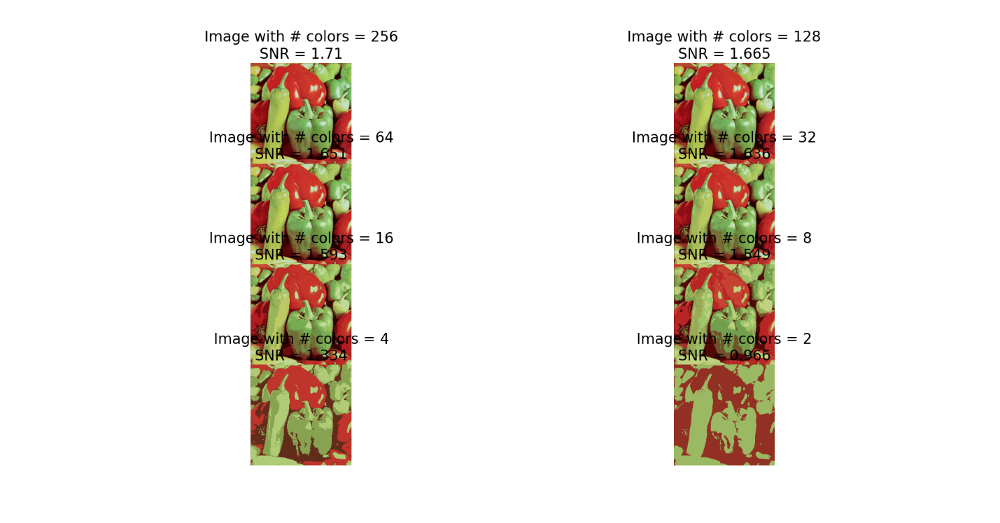 Image with # colors = 256
SNR = 1.71
Image with # colors = 128
SNR = 1.665
Image with # colors = 64
SNR = 1.651
Image with # colors = 32
SNR = 1.636
Image with # colors = 16
SNR = 1.593
Image with # colors = 8
SNR = 1.549
Image with # colors = 4
SNR = 1.334
Image with # colors = 2
SNR = 0.966